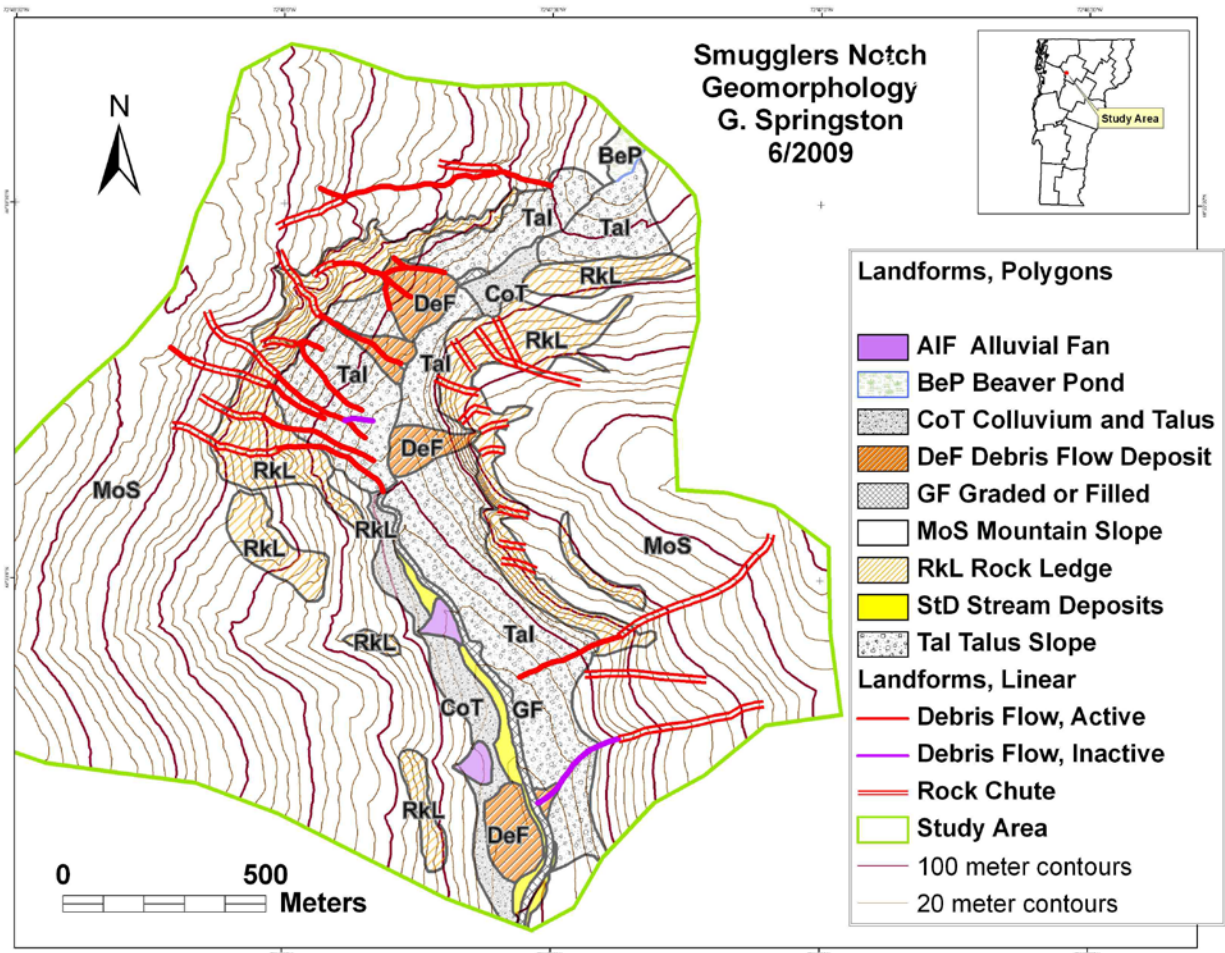 Smugglers Notch
Geomorphology
G. Springston
6/2009
N
Study Area
BeP
Tal
Tal
RkL
CoT
DeF
RkL
Tal
Tal
DeF
RkL
MoS
RkL
RkL
MoS
Tal
RkL
CoT
GF
RkL
DeF
0 500
Meters
Landforms, Polygons
AlF Alluvial Fan
BeP Beaver Pond
CoT Colluvium and Talus
DeF Debris Flow Deposit
GF Graded or Filled
MoS Mountain Slope
RkL Rock Ledge
StD Stream Deposits
Tal Talus Slope
Landforms, Linear
Debris Flow, Active
Debris Flow, Inactive
Rock Chute
Study Area
100 meter contours
20 meter contours